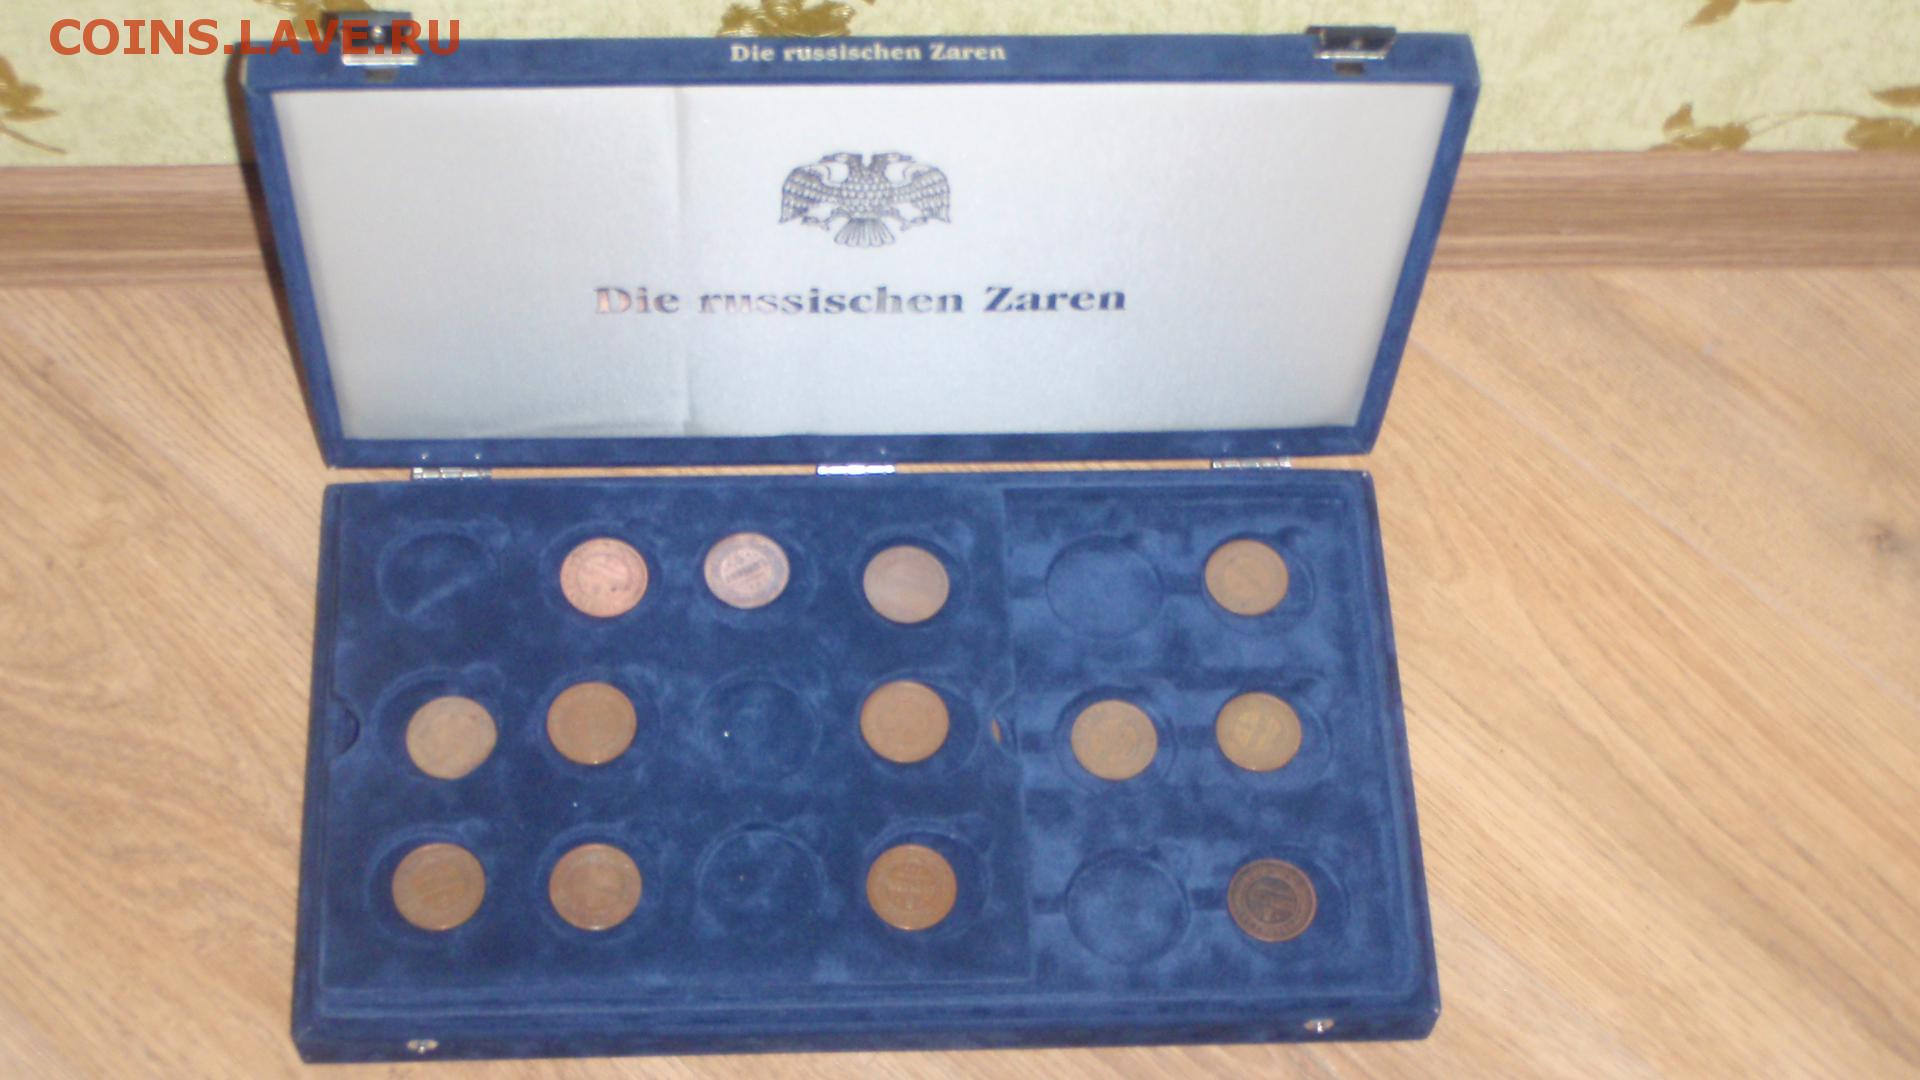 COINS.LAVE.RU
Die russischen Zaren
Die russischen Zaren